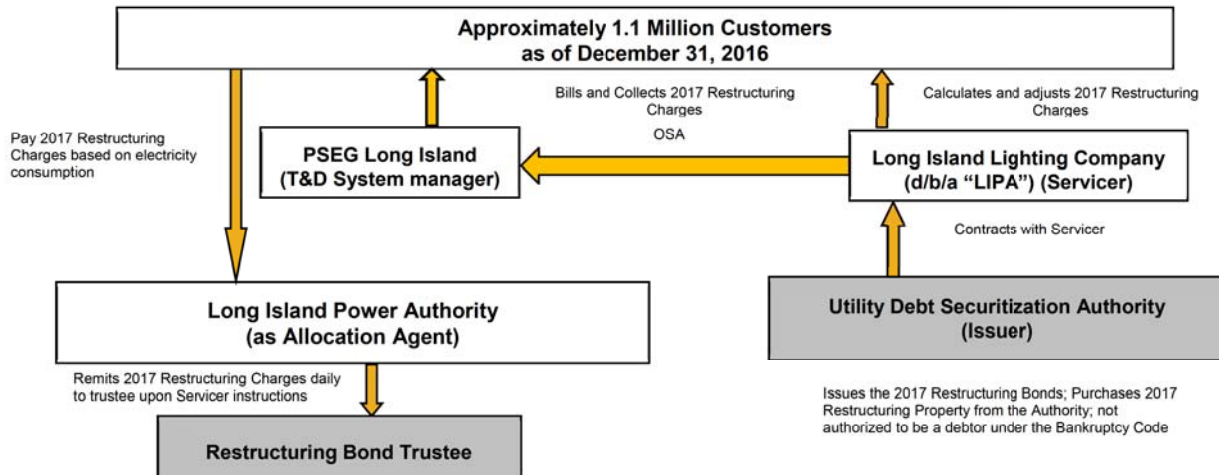 Approximately 1.1 Million Customers
as of December 31, 2016
Pay 2017 Restructuring
Charges based on electricity
consumption
Bills and Collects 2017 Restructuring
Charges
OSA
Calculates and adjusts 2017 Restructuring
Charges
PSEG Long Island
(T&D System manager)
Long Island Lighting Company
(d/b/a “LIPA”) (Servicer)
Contracts with Servicer
Long Island Power Authority
(as Allocation Agent)
Utility Debt Securitization Authority
(Issuer)
Remits 2017 Restructuring Charges daily
to trustee upon Servicer instructions
Restructuring Bond Trustee
Issues the 2017 Restructuring Bonds; Purchases 2017
Restructuring Property from the Authority; not
authorized to be a debtor under the Bankruptcy Code